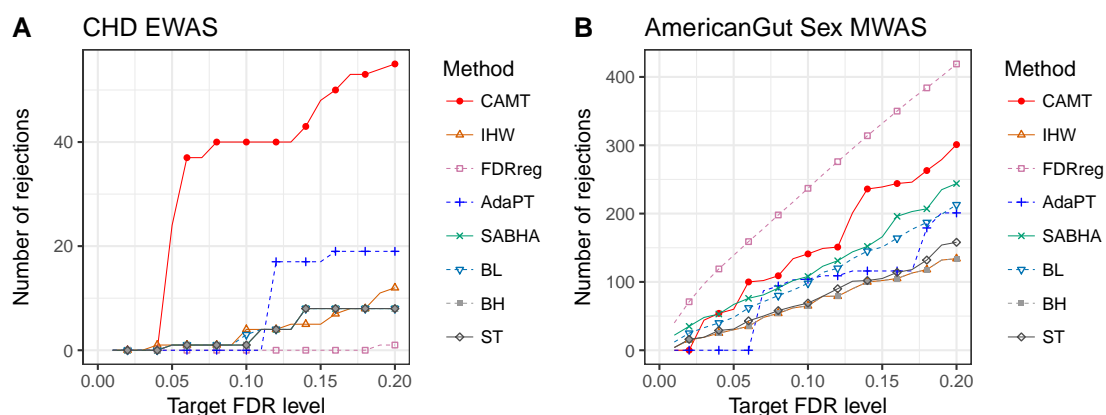 A CHD EWAS
Number of rejections
40
20
0
0.00 0.05 0.10 0.15 0.20
Target FDR level
Method
CAMT
IHW
FDRreg
AdaPT
SABHA
BL
BH
ST
B AmericanGut Sex MWAS
Number of rejections
400
300
200
100
0
0.00 0.05 0.10 0.15 0.20
Target FDR level
Method
CAMT
IHW
FDRreg
AdaPT
SABHA
BL
BH
ST